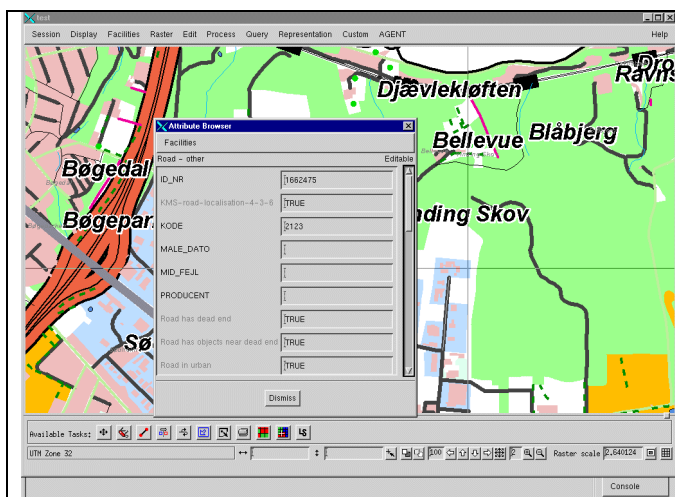 test
Session Display Facilities Raster Edit Process Query Representation Custom AGENT Help
Djævlekløften
Ravns
Bellevue
Blåbjerg
Bøgedal
nding Skov
Attribute Browser
Facilities
Road - other Editable
ID_NR 1662475
KMS-road-localisation-4-3-6 TRUE
KODE 2123
MALE_DATO
MID_FEJL
PRODUCENT
Road has dead end TRUE
Road has objects near dead end TRUE
Road in urban TRUE
Dismiss
Available Tasks: LS
UTM Zone 32 100 2 Raster scale 2.640124
Console